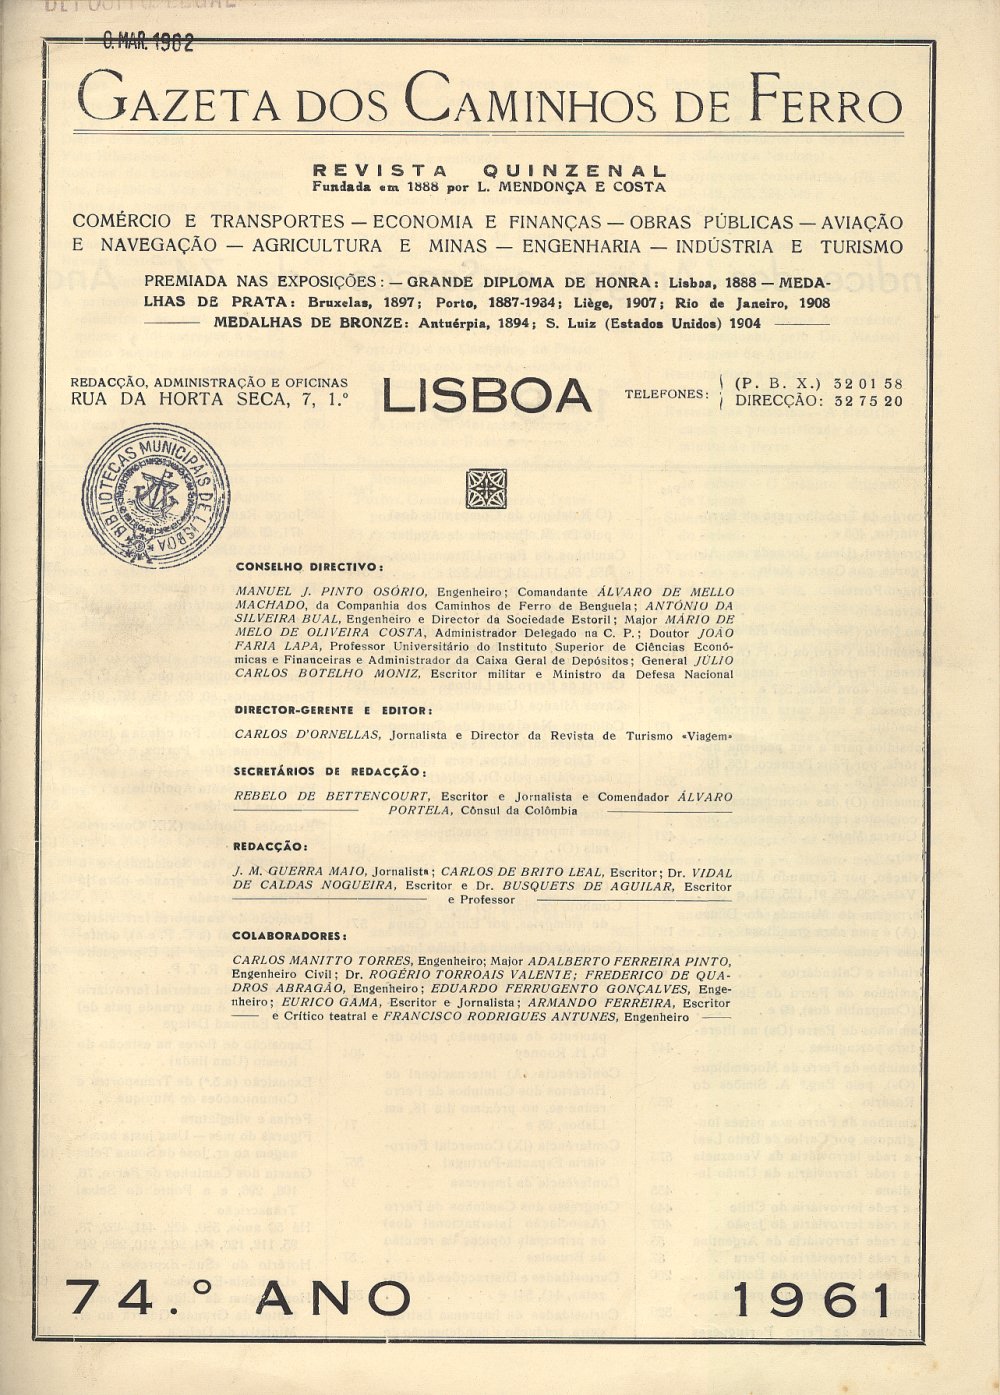 DEPÓSITO LEGAL
MAR. 1962
GAZETA DOS CAMINHOS DE FERRO
REVISTA QUINZENAL
Fundada em 1888 por L. MENDONÇA E COSTA
COMÉRCIO E TRANSPORTES — ECONOMIA E FINANÇAS — OBRAS PÚBLICAS — AVIAÇÃO
E NAVEGAÇÃO — AGRICULTURA E MINAS — ENGENHARIA — INDÚSTRIA E TURISMO
PREMIADA NAS EXPOSIÇÕES: — GRANDE DIPLOMA DE HONRA: Lisboa, 1888 — MEDA-
LHAS DE PRATA: Bruxelas, 1897; Porto, 1887-1934; Liège, 1907; Rio de Janeiro, 1908
MEDALHAS DE BRONZE: Antuérpia, 1894; S. Luiz (Estados Unidos) 1904
REDACÇÃO, ADMINISTRAÇÃO E OFICINAS
RUA DA HORTA SECA, 7, 1.º
LISBOA
TELEFONES: (P. B. X.) 32 01 58
DIRECÇÃO: 32 75 20
BIBLIOTECAS MUNICIPAIS DE LISBOA
CONSELHO DIRECTIVO:
MANUEL J. PINTO OSÓRIO, Engenheiro; Comandante ÁLVARO DE MELLO
MACHADO, da Companhia dos Caminhos de Ferro de Benguela; ANTÓNIO DA
SILVEIRA BUAL, Engenheiro e Director da Sociedade Estoril; Major MÁRIO DE
MELO DE OLIVEIRA COSTA, Administrador Delegado na C. P.; Doutor JOÃO
FARIA LAPA, Professor Universitário do Instituto Superior de Ciências Econó-
micas e Financeiras e Administrador da Caixa Geral de Depósitos; General JÚLIO
CARLOS BOTELHO MONIZ, Escritor militar e Ministro da Defesa Nacional
DIRECTOR-GERENTE E EDITOR:
CARLOS D'ORNELLAS, Jornalista e Director da Revista de Turismo «Viagem»
SECRETÁRIOS DE REDACÇÃO:
REBELO DE BETTENCOURT, Escritor e Jornalista e Comendador ÁLVARO
PORTELA, Cônsul da Colômbia
REDACÇÃO:
J. M. GUERRA MAIO, Jornalista; CARLOS DE BRITO LEAL, Escritor; Dr. VIDAL
DE CALDAS NOGUEIRA, Escritor e Dr. BUSQUETS DE AGUILAR, Escritor
e Professor
COLABORADORES:
CARLOS MANITTO TORRES, Engenheiro; Major ADALBERTO FERREIRA PINTO,
Engenheiro Civil; Dr. ROGÉRIO TORROAIS VALENTE; FREDERICO DE QUA-
DROS ABRAGÃO, Engenheiro; EDUARDO FERRUGENTO GONÇALVES, Enge-
nheiro; EURICO GAMA, Escritor e Jornalista; ARMANDO FERREIRA, Escritor
e Crítico teatral e FRANCISCO RODRIGUES ANTUNES, Engenheiro
74.º ANO 1961